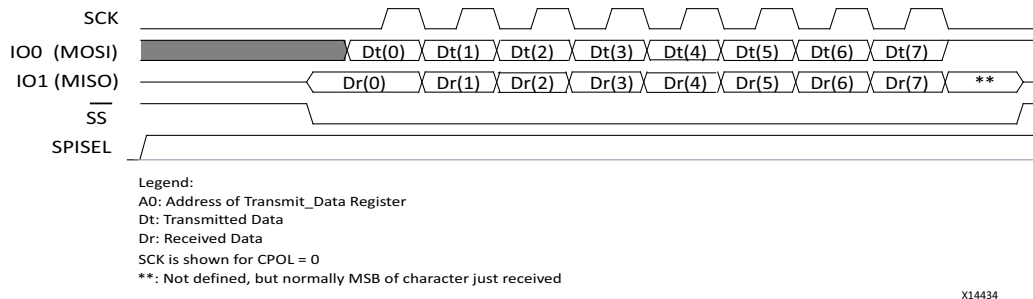 SCK
IO0 (MOSI) Dt(0) Dt(1) Dt(2) Dt(3) Dt(4) Dt(5) Dt(6) Dt(7)
IO1 (MISO) Dr(0) Dr(1) Dr(2) Dr(3) Dr(4) Dr(5) Dr(6) Dr(7) **
SS
SPISEL
Legend:
A0: Address of Transmit_Data Register
Dt: Transmitted Data
Dr: Received Data
SCK is shown for CPOL = 0
**: Not defined, but normally MSB of character just received
X14434